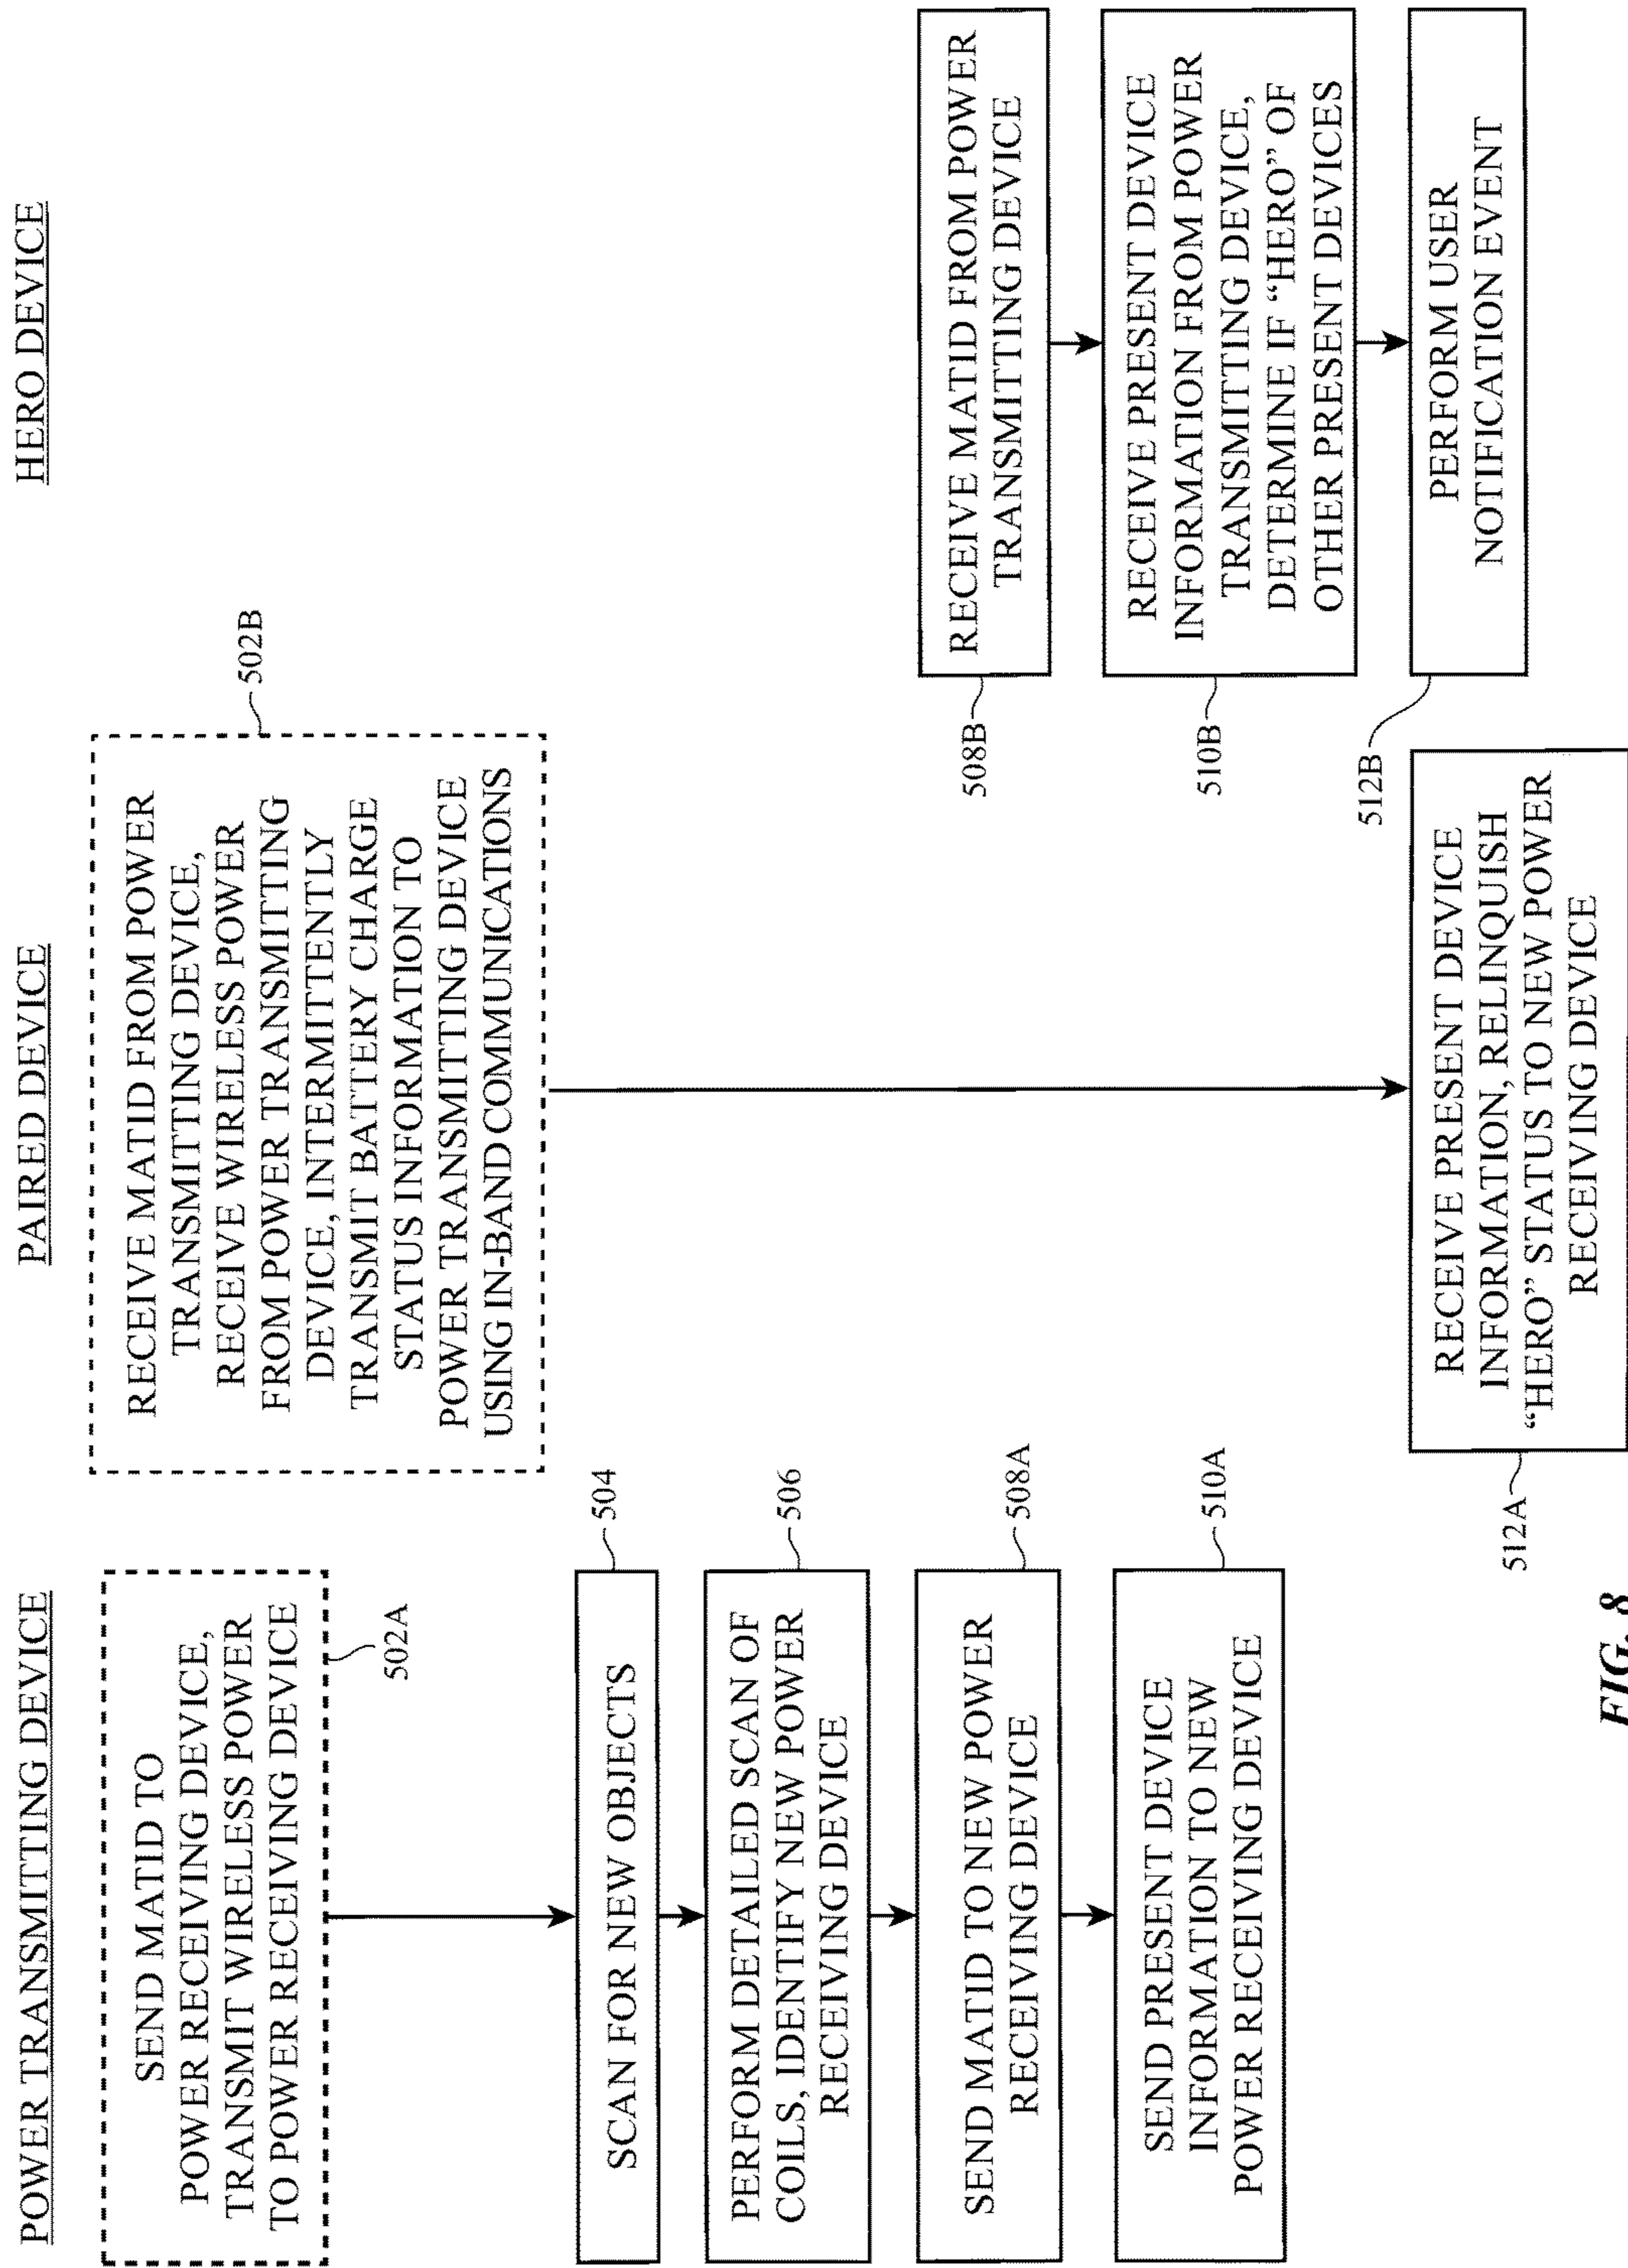 POWER TRANSMITTING DEVICE
SEND MATID TO
POWER RECEIVING DEVICE,
TRANSMIT WIRELESS POWER
TO POWER RECEIVING DEVICE
502A
SCAN FOR NEW OBJECTS
504
PERFORM DETAILED SCAN OF
COILS, IDENTIFY NEW POWER
RECEIVING DEVICE
506
SEND MATID TO NEW POWER
RECEIVING DEVICE
508A
SEND PRESENT DEVICE
INFORMATION TO NEW
POWER RECEIVING DEVICE
510A
PAIRED DEVICE
RECEIVE MATID FROM POWER
TRANSMITTING DEVICE,
RECEIVE WIRELESS POWER
FROM POWER TRANSMITTING
DEVICE, INTERMITTENTLY
TRANSMIT BATTERY CHARGE
STATUS INFORMATION TO
POWER TRANSMITTING DEVICE
USING IN-BAND COMMUNICATIONS
502B
RECEIVE PRESENT DEVICE
INFORMATION, RELINQUISH
“HERO” STATUS TO NEW POWER
RECEIVING DEVICE
512A
HERO DEVICE
RECEIVE MATID FROM POWER
TRANSMITTING DEVICE
508B
RECEIVE PRESENT DEVICE
INFORMATION FROM POWER
TRANSMITTING DEVICE,
DETERMINE IF “HERO” OF
OTHER PRESENT DEVICES
510B
PERFORM USER
NOTIFICATION EVENT
512B
FIG. 8